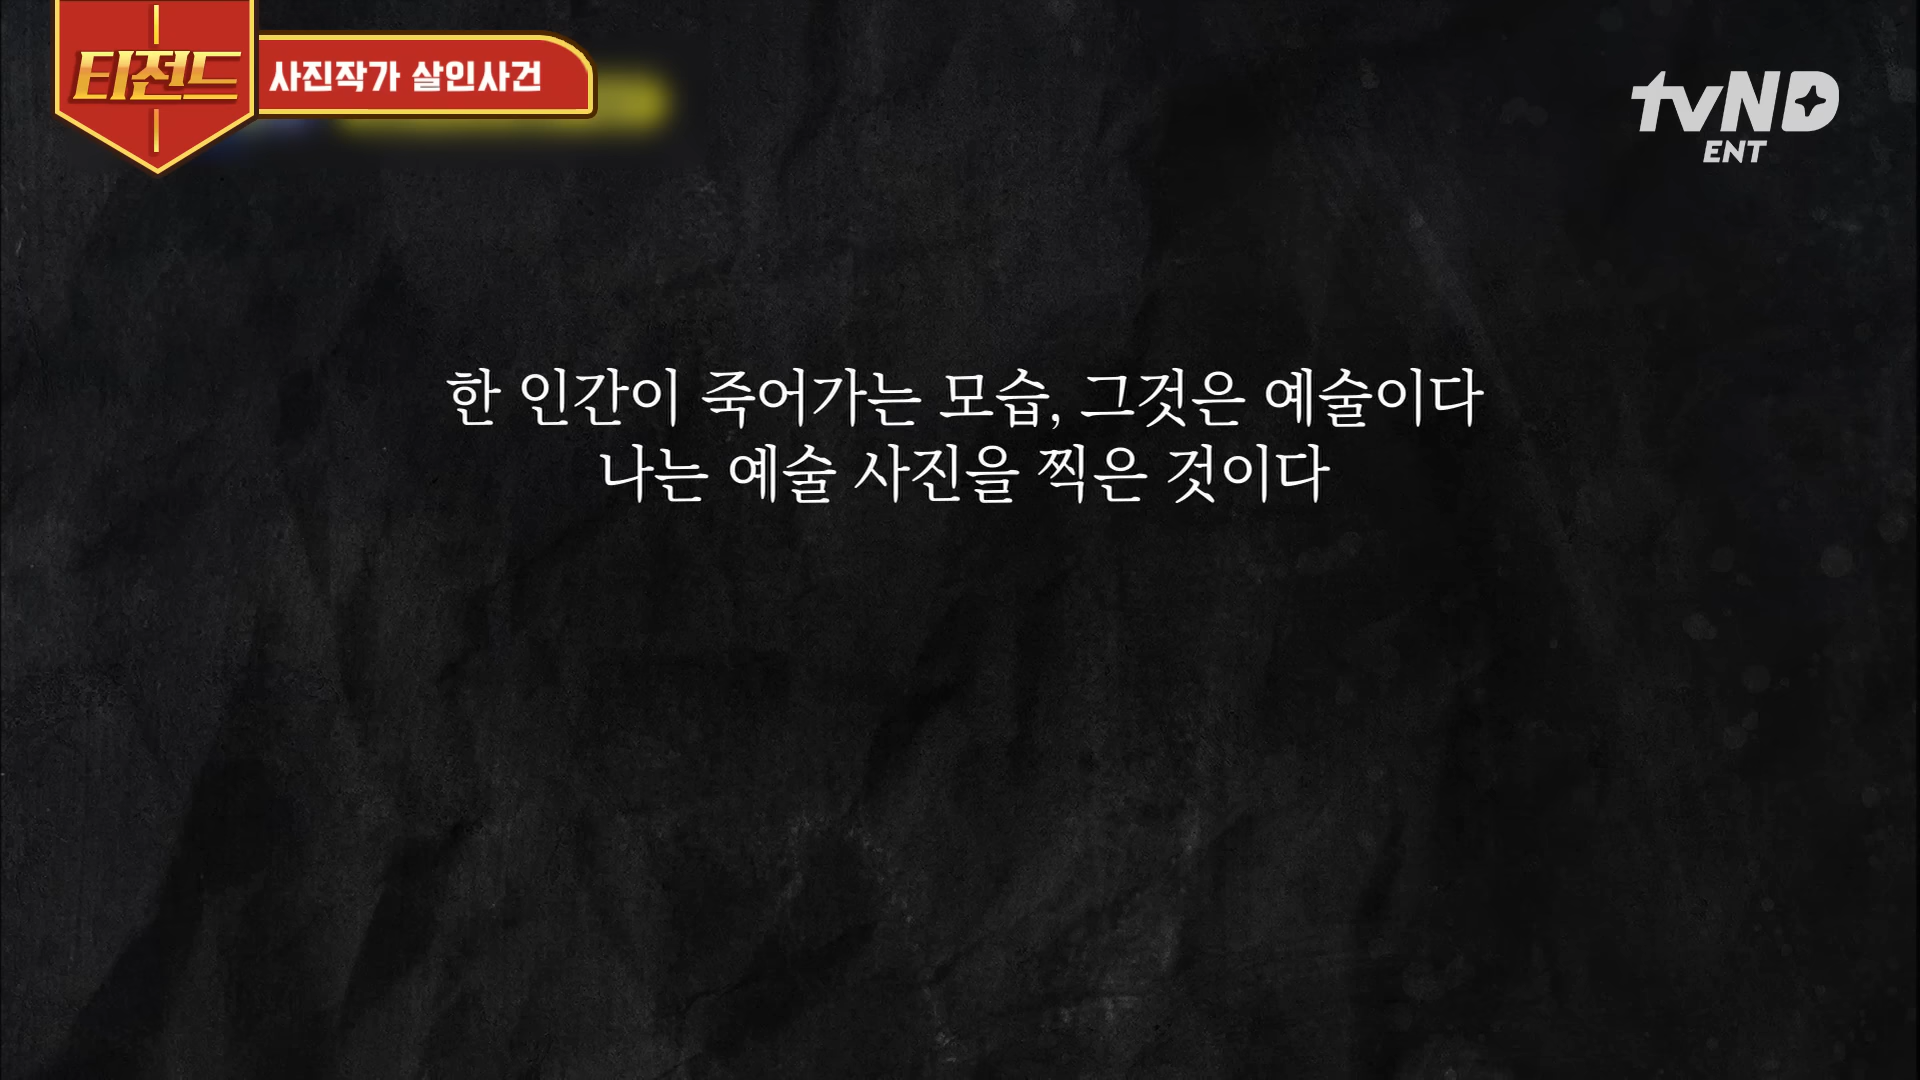 티전드
사진작가 살인사건
tvND
ENT
한 인간이 죽어가는 모습, 그것은 예술이다
나는 예술 사진을 찍은 것이다